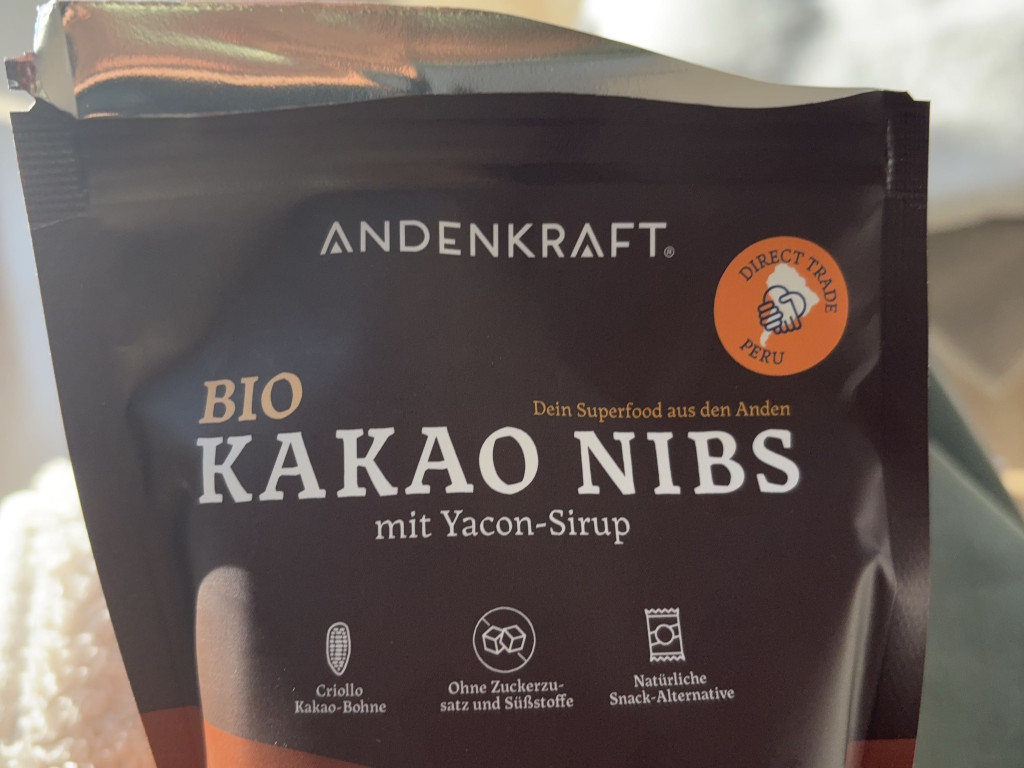 ANDENKRAFT®
DIRECT TRADE
PERU
BIO
Dein Superfood aus den Anden
KAKAO NIBS
mit Yacon-Sirup
Criollo
Kakao-Bohne
Ohne Zuckerzu-
satz und Süßstoffe
Natürliche
Snack-Alternative